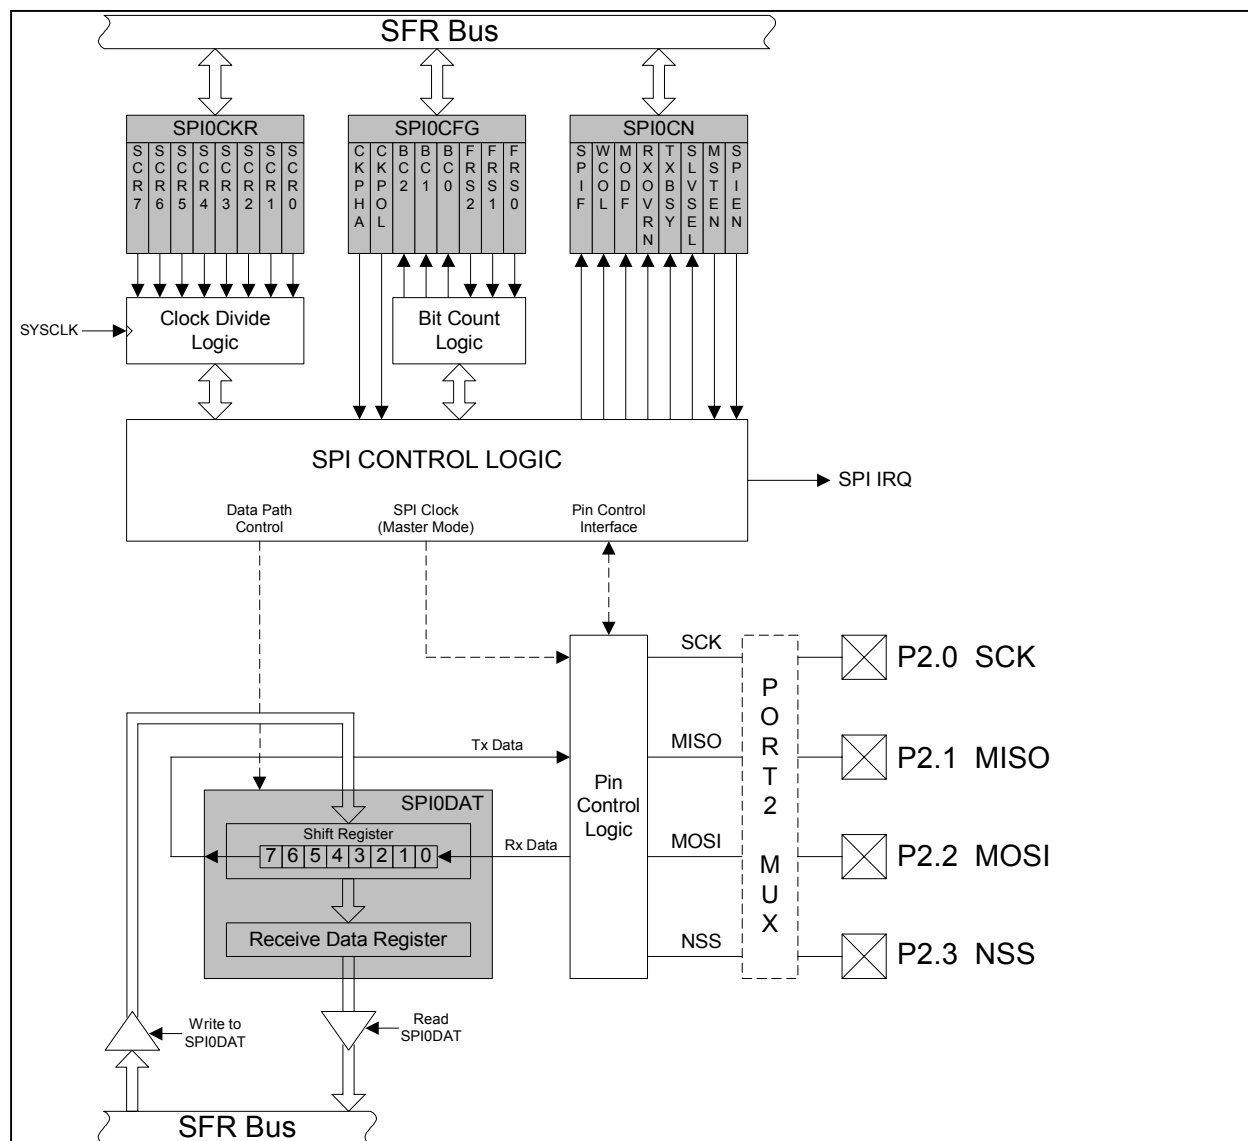 SFR Bus
SPI0CKR
SCR7
SCR6
SCR5
SCR4
SCR3
SCR2
SCR1
SCR0
SPI0CFG
CKPHA
CKPOL
BC2
BC1
BC0
FRS2
FRS1
FRS0
SPI0CN
SPIF
WCOL
MODF
RXOVRN
TXBSY
SLVSEL
MSTEN
SPIEN
SYSCLK
Clock Divide
Logic
Bit Count
Logic
SPI CONTROL LOGIC
SPI IRQ
Data Path
Control
SPI Clock
(Master Mode)
Pin Control
Interface
SCK
MISO
MOSI
NSS
Pin
Control
Logic
PORT2
MUX
P2.0 SCK
P2.1 MISO
P2.2 MOSI
P2.3 NSS
Tx Data
SPI0DAT
Shift Register
7 6 5 4 3 2 1 0
Rx Data
Receive Data Register
Write to
SPI0DAT
Read
SPI0DAT
SFR Bus